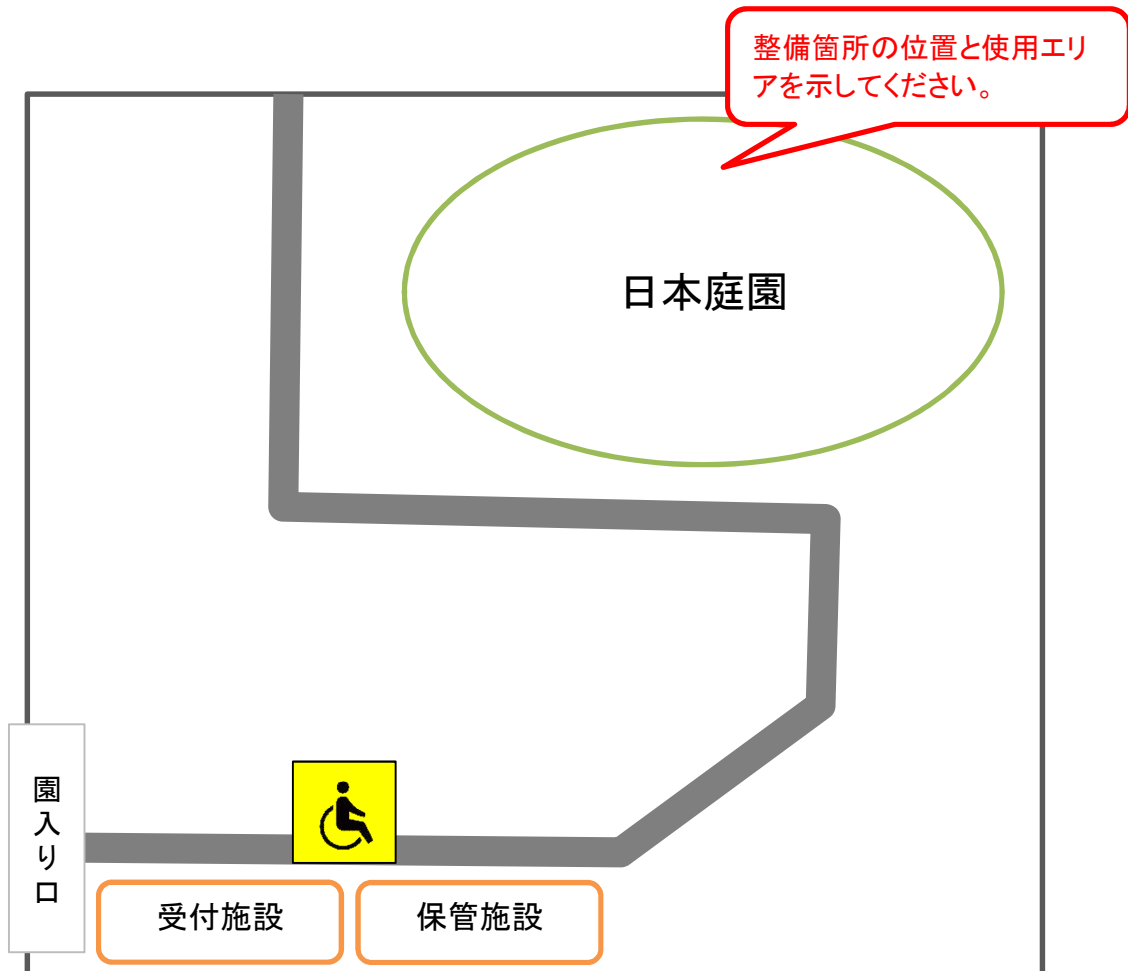 整備箇所の位置と使用エリ
アを示してください。
日本庭園
園入り口
受付施設
保管施設